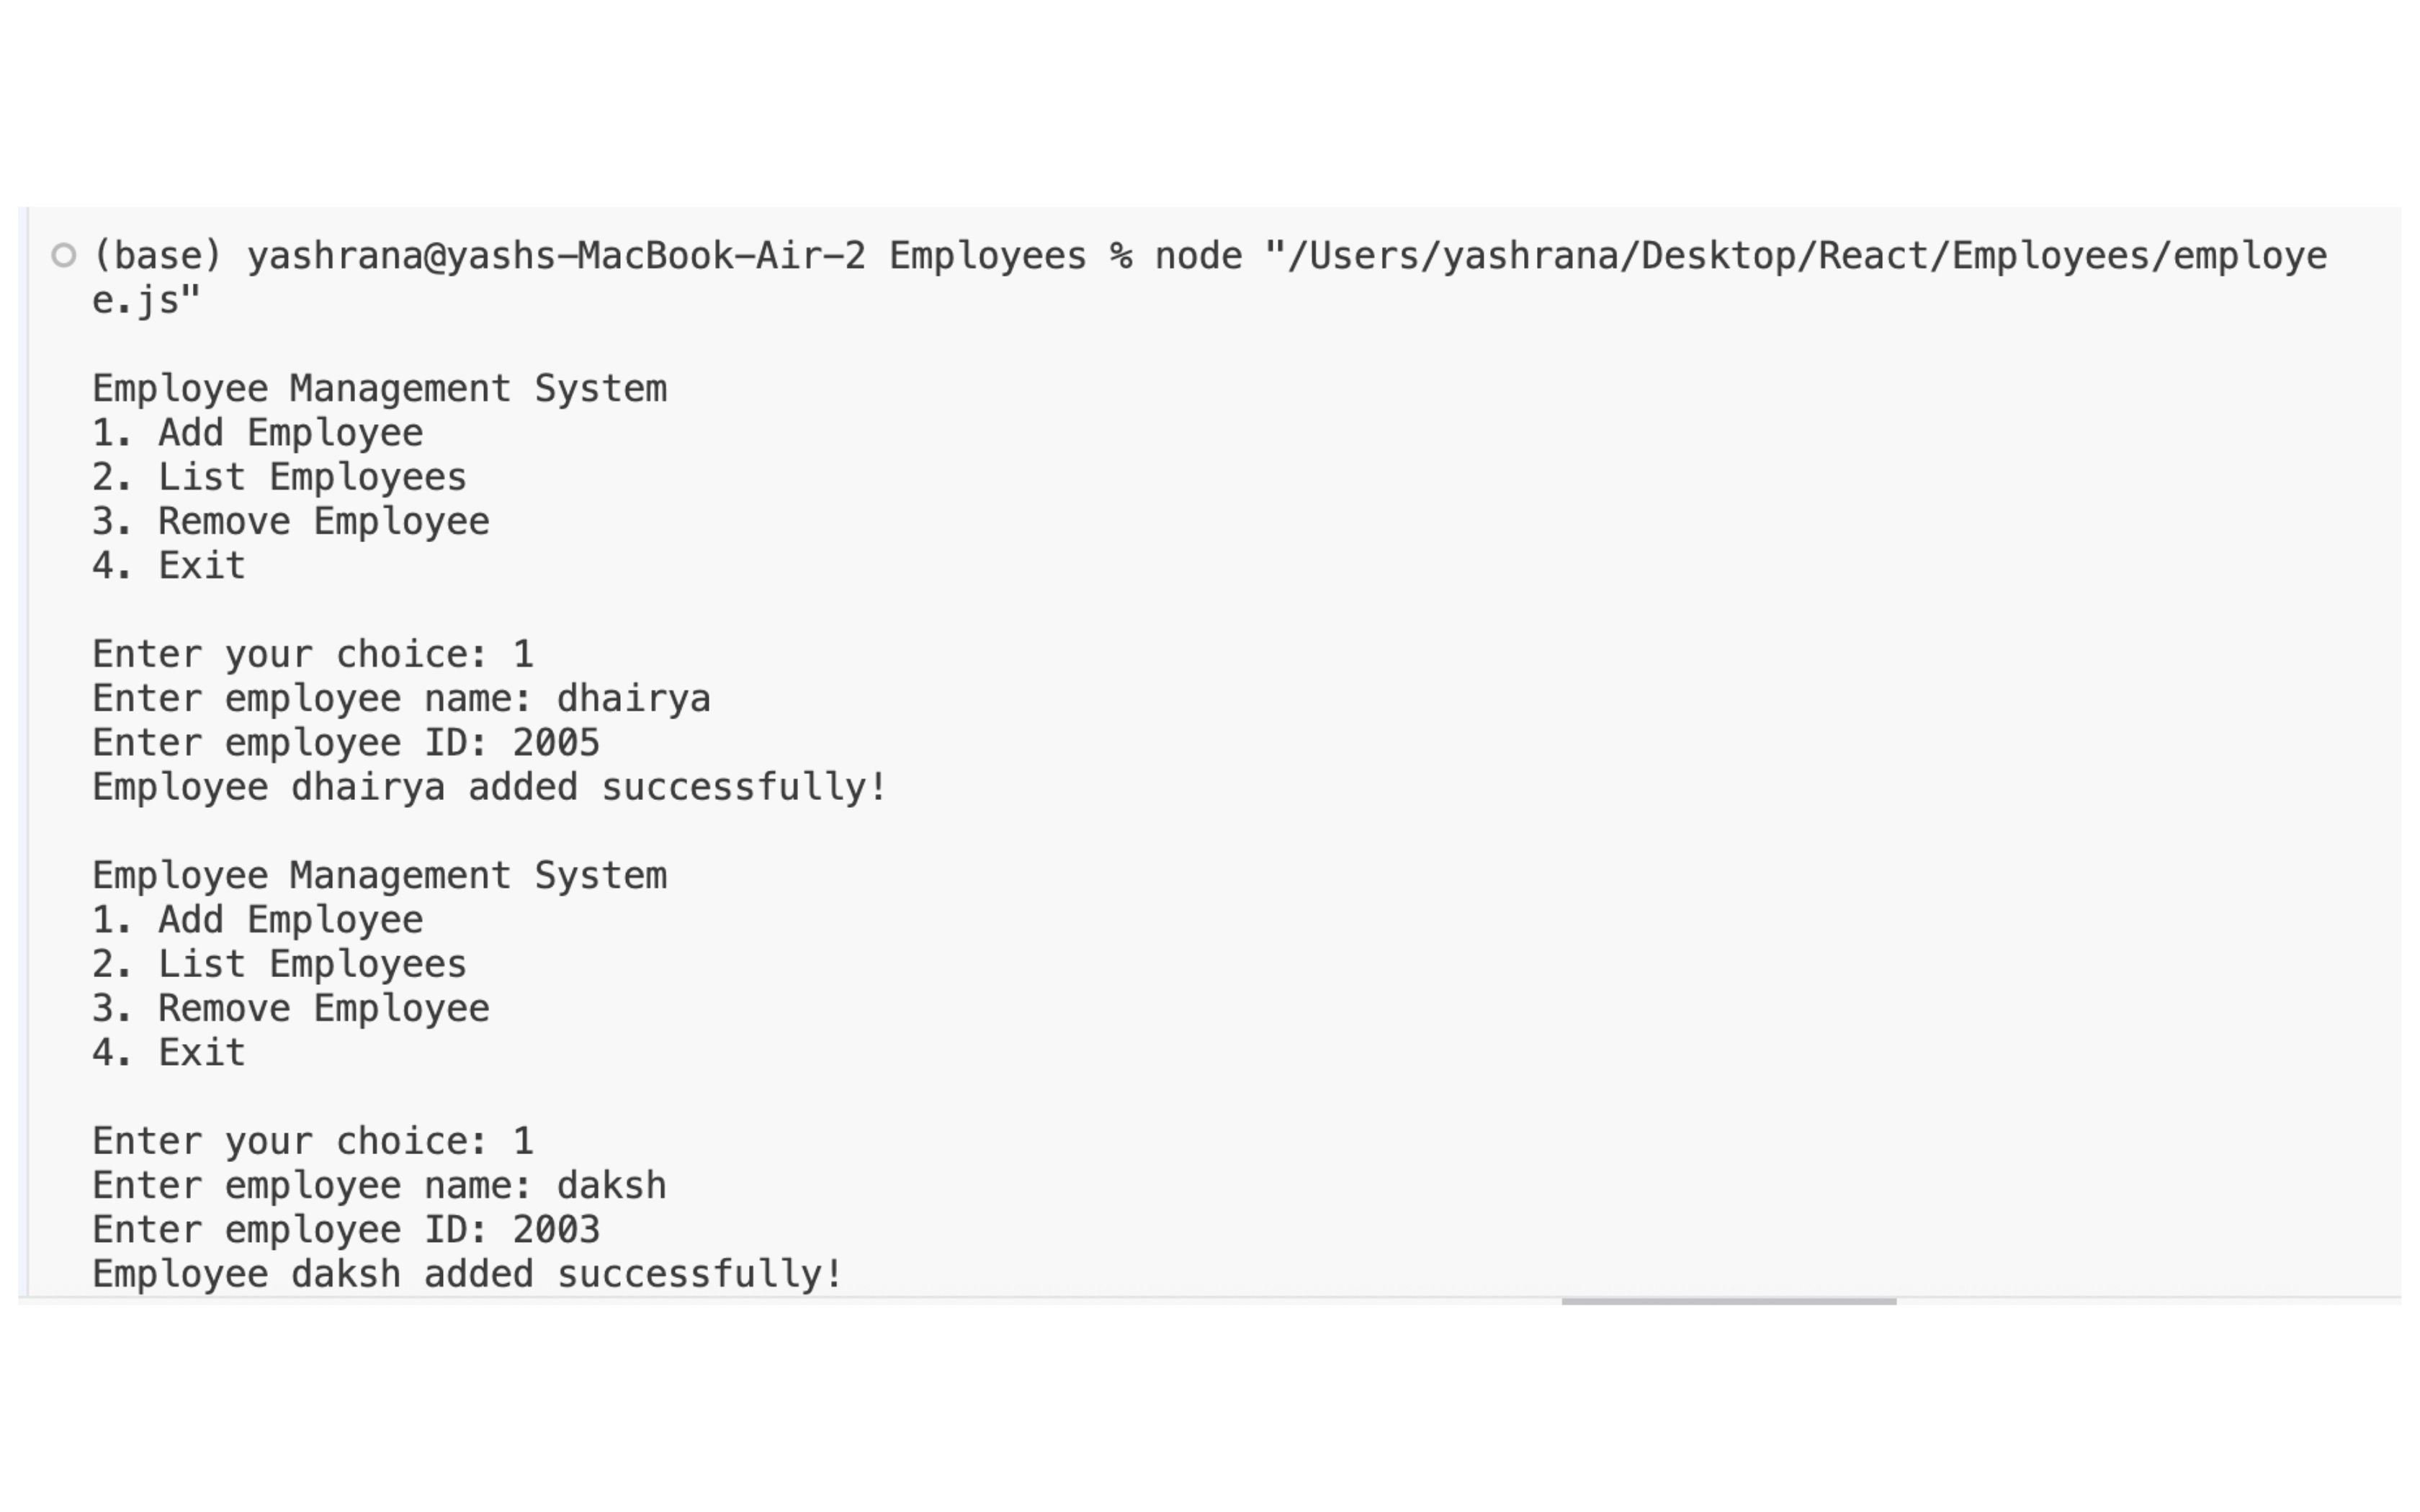 (base) yashrana@yashs-MacBook-Air-2 Employees % node "/Users/yashrana/Desktop/React/Employees/employe
e.js"
Employee Management System
1. Add Employee
2. List Employees
3. Remove Employee
4. Exit
Enter your choice: 1
Enter employee name: dhairya
Enter employee ID: 2005
Employee dhairya added successfully!
Employee Management System
1. Add Employee
2. List Employees
3. Remove Employee
4. Exit
Enter your choice: 1
Enter employee name: daksh
Enter employee ID: 2003
Employee daksh added successfully!